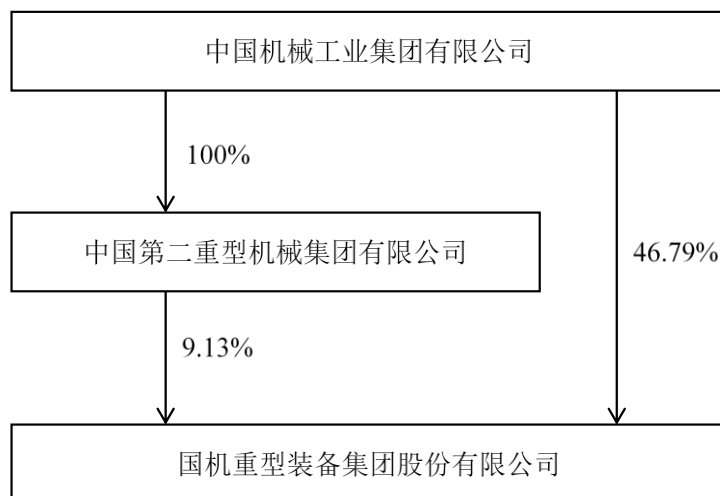 中国机械工业集团有限公司
100%
中国第二重型机械集团有限公司
46.79%
9.13%
国机重型装备集团股份有限公司